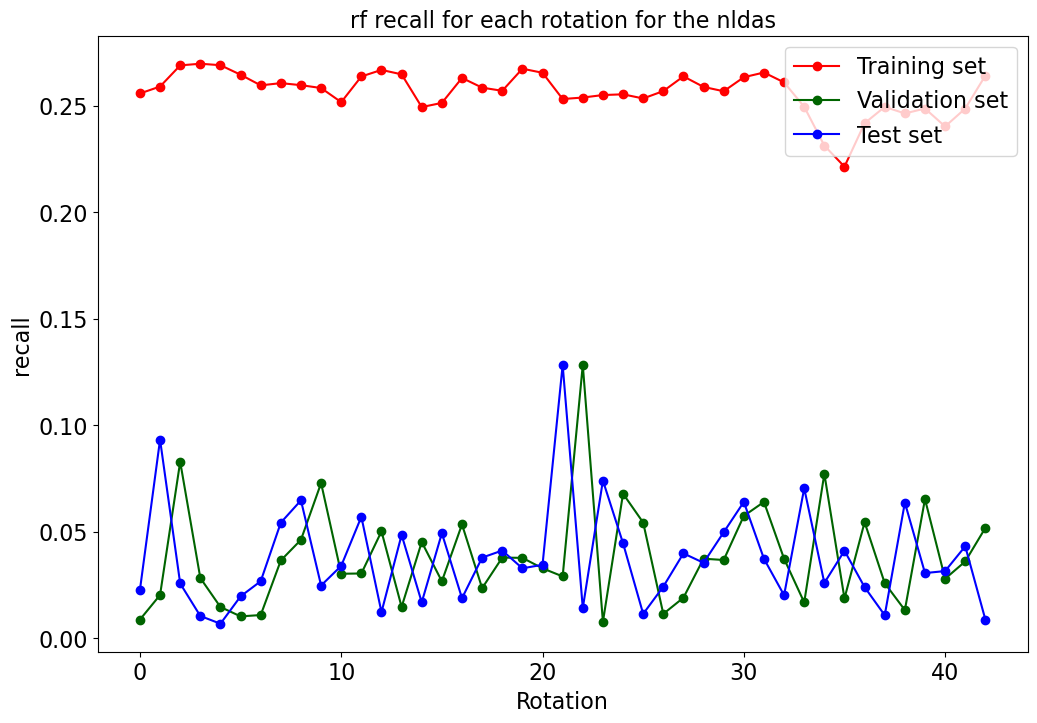 rf recall for each rotation for the nldas
Training set
Validation set
Test set
0.25
0.20
0.15
0.10
0.05
0.00
recall
0
10
20
30
40
Rotation